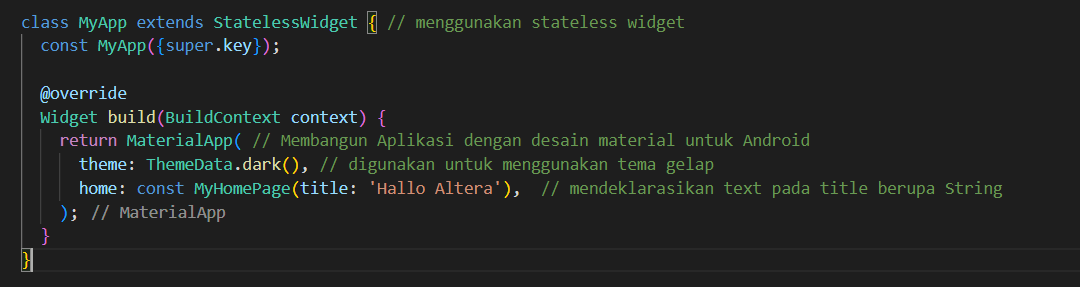 class MyApp extends StatelessWidget { // menggunakan stateless widget
  const MyApp({super.key});

  @override
  Widget build(BuildContext context) {
    return MaterialApp( // Membangun Aplikasi dengan desain material untuk Android
      theme: ThemeData.dark(), // digunakan untuk menggunakan tema gelap
      home: const MyHomePage(title: 'Hallo Altera'),  // mendeklarasikan text pada title berupa String
    ); // MaterialApp
  }
}